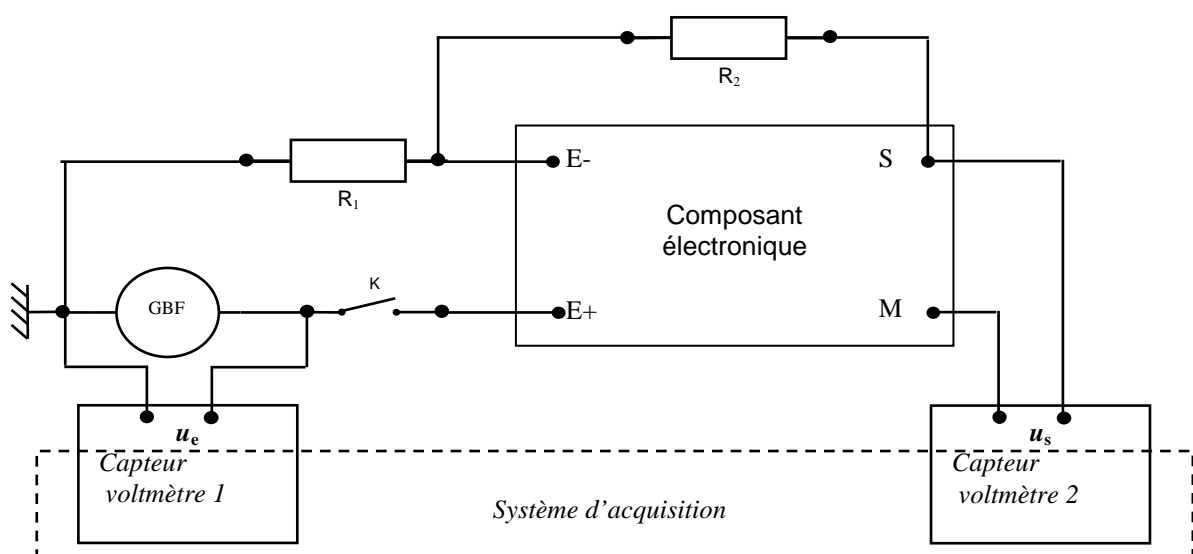 R₂
E-
S
R₁
Composant
électronique
GBF
K
E+
M
uₑ
uₛ
Capteur
voltmètre 1
Capteur
voltmètre 2
Système d’acquisition